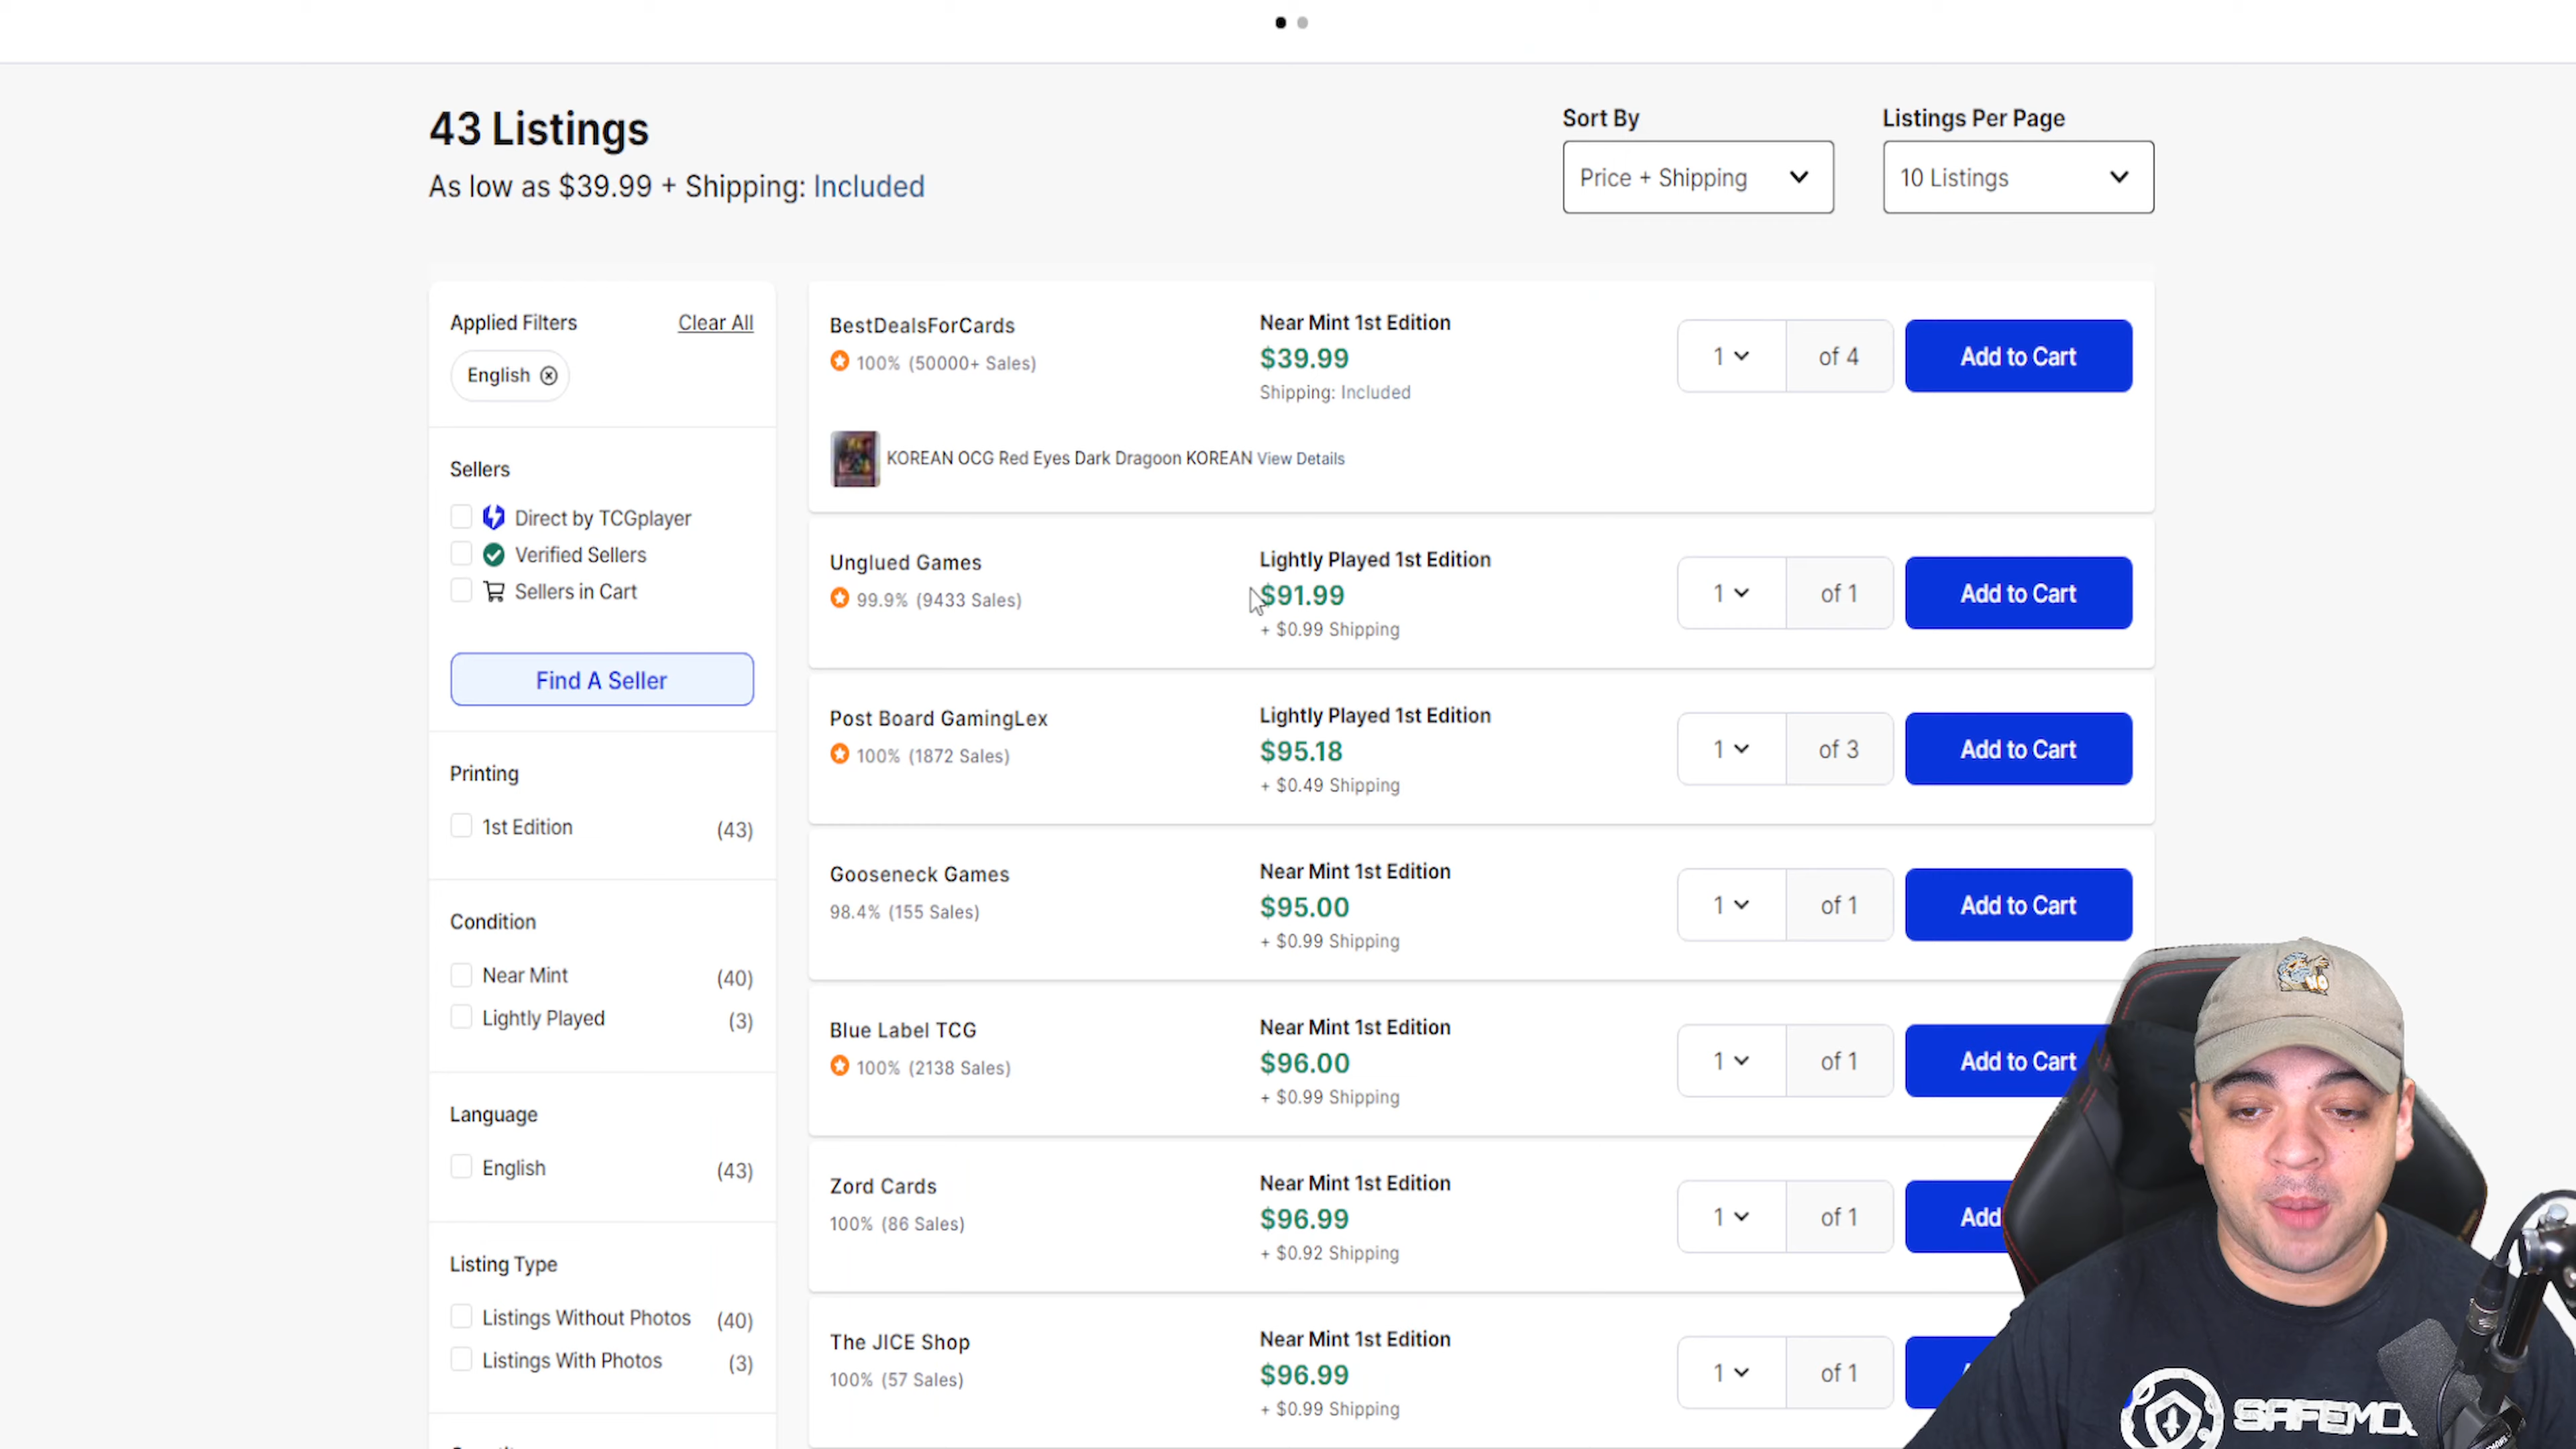 43 Listings
As low as $39.99 + Shipping: Included
Sort By
Price + Shipping
Listings Per Page
10 Listings
Applied Filters
Clear All
English
Sellers
Direct by TCGplayer
Verified Sellers
Sellers in Cart
Find A Seller
Printing
1st Edition (43)
Condition
Near Mint (40)
Lightly Played (3)
Language
English (43)
Listing Type
Listings Without Photos (40)
Listings With Photos (3)
BestDealsForCards
100% (50000+ Sales)
Near Mint 1st Edition
$39.99
Shipping: Included
1 of 4
Add to Cart
KOREAN OCG Red Eyes Dark Dragoon KOREAN View Details
Unglued Games
99.9% (9433 Sales)
Lightly Played 1st Edition
$91.99
+ $0.99 Shipping
1 of 1
Add to Cart
Post Board GamingLex
100% (1872 Sales)
Lightly Played 1st Edition
$95.18
+ $0.49 Shipping
1 of 3
Add to Cart
Gooseneck Games
98.4% (155 Sales)
Near Mint 1st Edition
$95.00
+ $0.99 Shipping
1 of 1
Add to Cart
Blue Label TCG
100% (2138 Sales)
Near Mint 1st Edition
$96.00
+ $0.99 Shipping
1 of 1
Add to Cart
Zord Cards
100% (86 Sales)
Near Mint 1st Edition
$96.99
+ $0.92 Shipping
1 of 1
Add
The JICE Shop
100% (57 Sales)
Near Mint 1st Edition
$96.99
+ $0.99 Shipping
1 of 1
SAFEMO